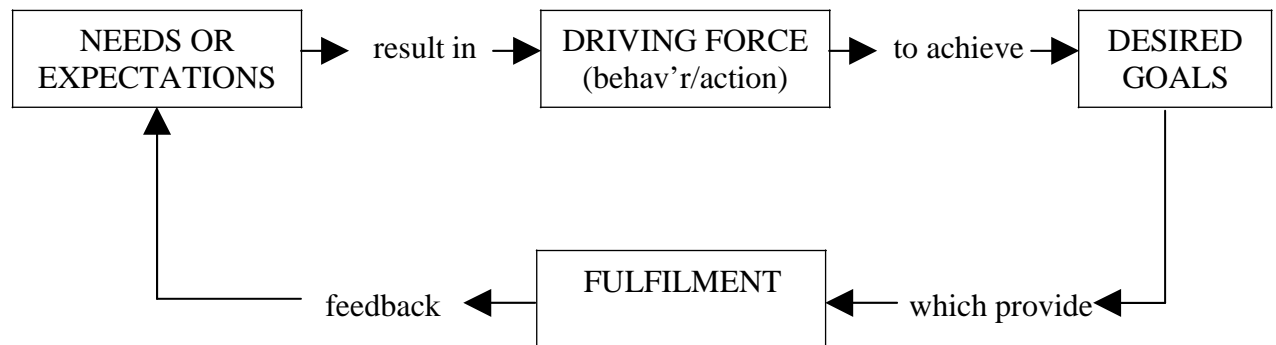 NEEDS OR
EXPECTATIONS
result in
DRIVING FORCE
(behav’r/action)
to achieve
DESIRED
GOALS
which provide
FULFILMENT
feedback